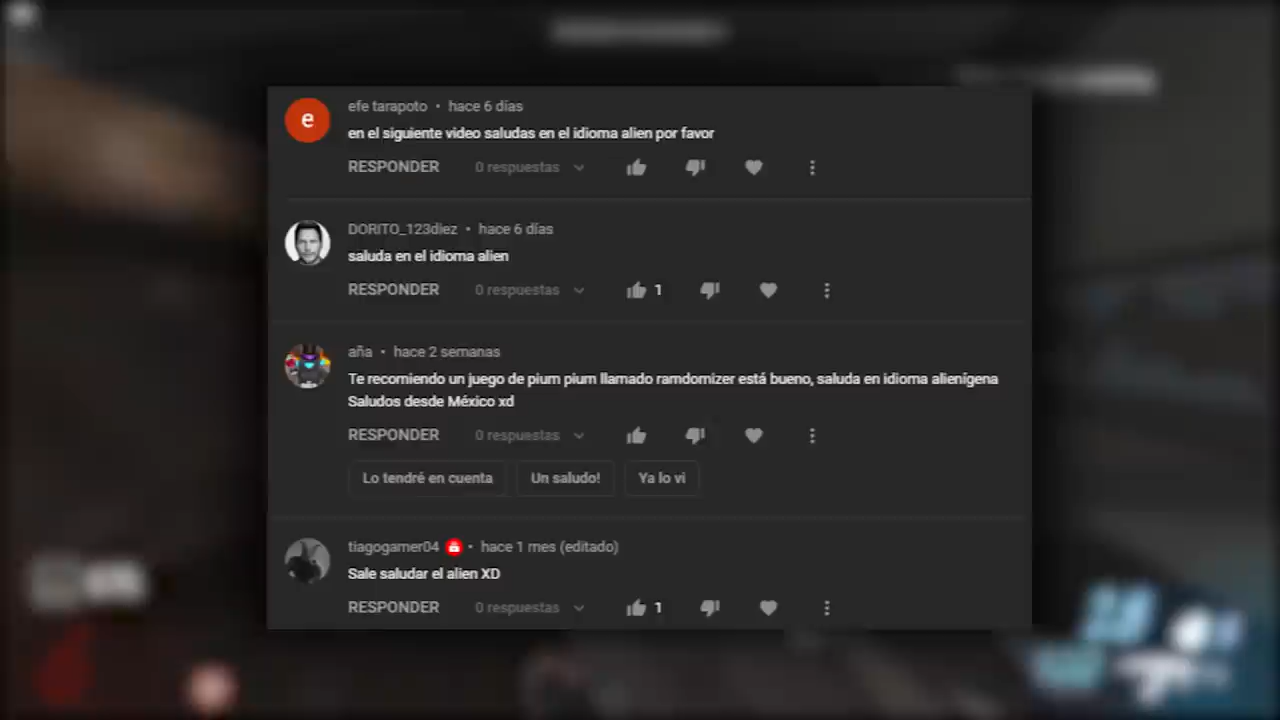 e
efe tarapoto • hace 6 días
en el siguiente video saludas en el idioma alien por favor
RESPONDER 0 respuestas
DORITO_123diez • hace 6 días
saluda en el idioma alien
RESPONDER 0 respuestas 1
aña • hace 2 semanas
Te recomiendo un juego de pium pium llamado ramdomizer está bueno, saluda en idioma alienígena
Saludos desde México xd
RESPONDER 0 respuestas
Lo tendré en cuenta Un saludo! Ya lo vi
tiagogamer04 • hace 1 mes (editado)
Sale saludar el alien XD
RESPONDER 0 respuestas 1